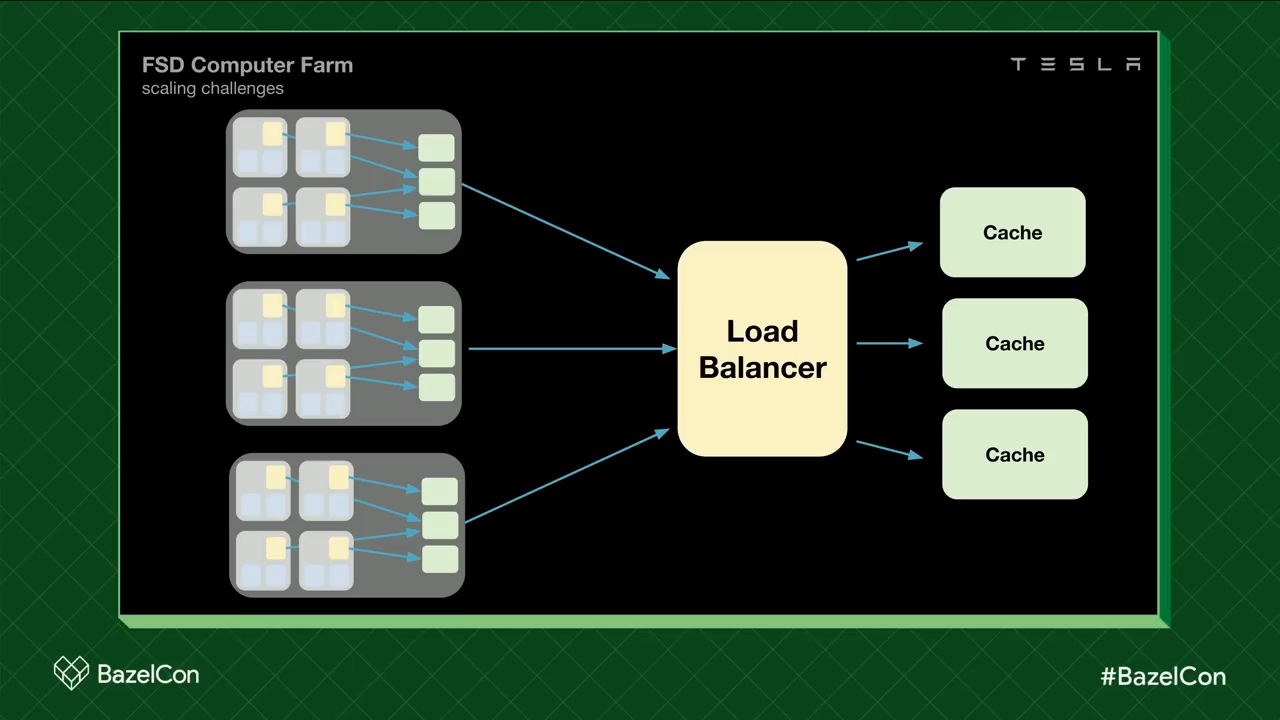 FSD Computer Farm
scaling challenges
TESLA
Load
Balancer
Cache
Cache
Cache
BazelCon
#BazelCon